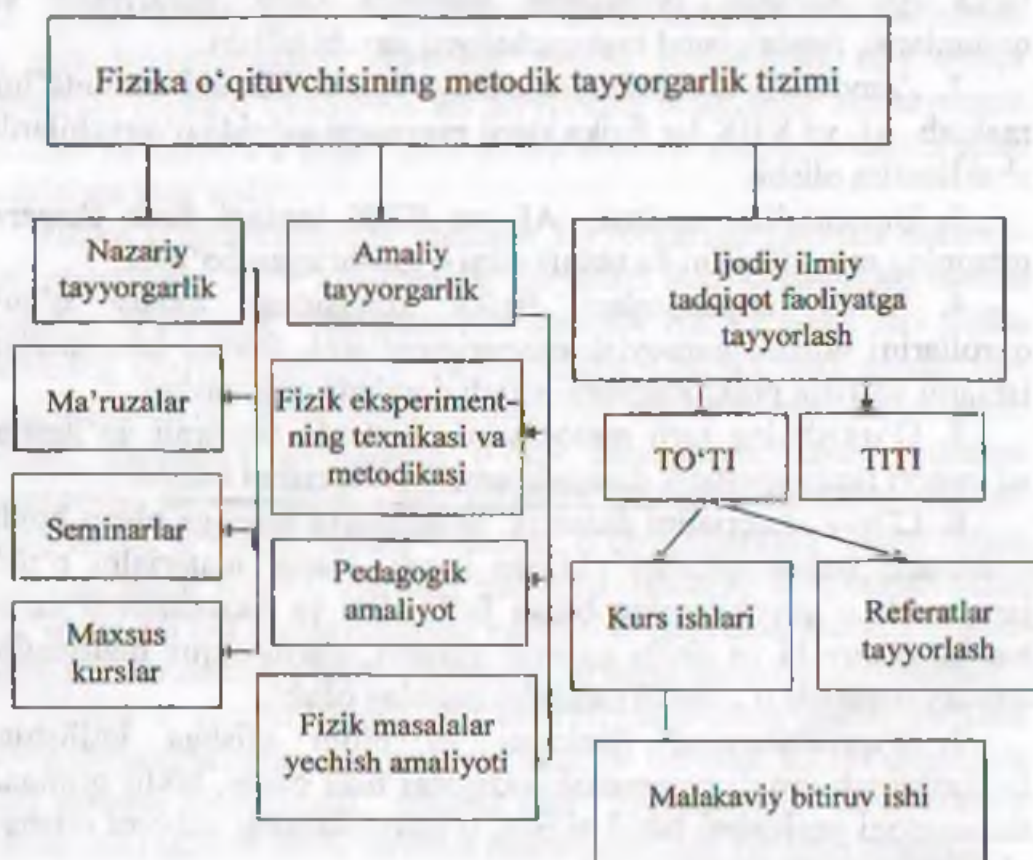 Fizika o‘qituvchisining metodik tayyorgarlik tizimi
Nazariy
tayyorgarlik
Amaliy
tayyorgarlik
Ijodiy ilmiy
tadqiqot faoliyatga
tayyorlash
Ma’ruzalar
Fizik eksperiment-
ning texnikasi va
metodikasi
TO‘TI
TITI
Seminarlar
Pedagogik
amaliyot
Kurs ishlari
Referatlar
tayyorlash
Maxsus
kurslar
Fizik masalalar
yechish amaliyoti
Malakaviy bitiruv ishi